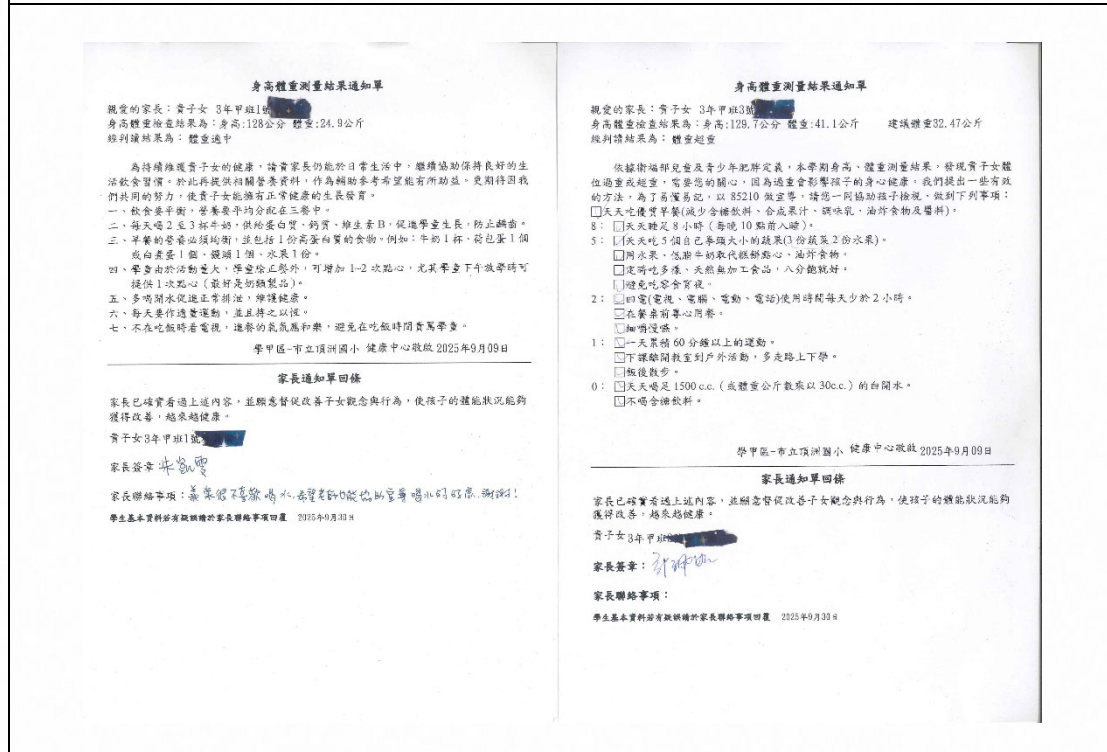 身高體重測量結果通知單
親愛的家長：貴子女 3年甲班1號
身高體重檢查結果為：身高:128公分 體重:24.9公斤
經判讀結果為： 體重適中
為持續維護貴子女的健康，請貴家長仍能於日常生活中，繼續協助保持良好的生
活飲食習慣。於此再提供相關營養資料，作為輔助參考希望能有所助益。更期待因我
們共同的努力，使貴子女能擁有正常健康的生長發育。
一、飲食要平衡，營養要平均分配在三餐中。
二、每天喝2至3杯牛奶，供給蛋白質、鈣質、維生素B，促進學童生長，防止齲齒。
三、早餐的營養必須均衡，並包括1份高蛋白質的食物。例如：牛奶1杯、荷包蛋1個
或白煮蛋1個、饅頭1個、水果1份。
四、學童由於活動量大，學童除正餐外，可增加1~2次點心，尤其學童下午放學時可
提供1次點心（最好是奶類製品）。
五、多喝開水促進正常排泄，維護健康。
六、每天要作適量運動，並且持之以恆。
七、不在吃飯時看電視，進餐的氣氛應和樂，避免在吃飯時間責罵學童。
學甲區-市立頂洲國小 健康中心敬啟 2025年9月09日
家長通知單回條
家長已確實看過上述內容，並願意督促改善子女觀念與行為，使孩子的體能狀況能夠
獲得改善，越來越健康。
貴子女3年甲班1號
家長簽章：
家長聯絡事項：很不喜歡喝水,希望老師能協助宣導喝水的好處,謝謝!
學生基本資料若有疑誤請於家長聯絡事項回覆 2025年9月30日
身高體重測量結果通知單
親愛的家長：貴子女 3年甲班3號
身高體重檢查結果為：身高:129.7公分 體重:41.1公斤 建議體重32.47公斤
經判讀結果為： 體重超重
依據衛福部兒童及青少年肥胖定義，本學期身高、體重測量結果，發現貴子女體
位過重或超重，需要您的關心，因為過重會影響孩子的身心健康。我們提出一些有效
的方法，為了易懂易記，以 85210 做宣導，請您一同協助孩子檢視、做到下列事項：
□天天吃優質早餐(減少含糖飲料、合成果汁、調味乳、油炸食物及醬料)。
8：☑天天睡足8小時（每晚10點前入睡）。
5：☑天天吃5個自己拳頭大小的蔬果(3份蔬菜2份水果)。
☑用水果、低脂牛奶取代糕餅點心、油炸食物。
☑定時吃多樣、天然無加工食品，八分飽就好。
☑避免吃零食宵夜。
2：☑四電(電視、電腦、電動、電話)使用時間每天少於2小時。
☑在餐桌前專心用餐。
☑細嚼慢嚥。
1：☑一天累積60分鐘以上的運動。
☑下課離開教室到戶外活動，多走路上下學。
☑飯後散步。
0：☑天天喝足1500 c.c.（或體重公斤數乘以30c.c.）的白開水。
☑不喝含糖飲料。
學甲區-市立頂洲國小 健康中心敬啟 2025年9月09日
家長通知單回條
家長已確實看過上述內容，並願意督促改善子女觀念與行為，使孩子的體能狀況能夠
獲得改善，越來越健康。
貴子女3年甲班
家長簽章：
家長聯絡事項：
學生基本資料若有疑誤請於家長聯絡事項回覆 2025年9月30日